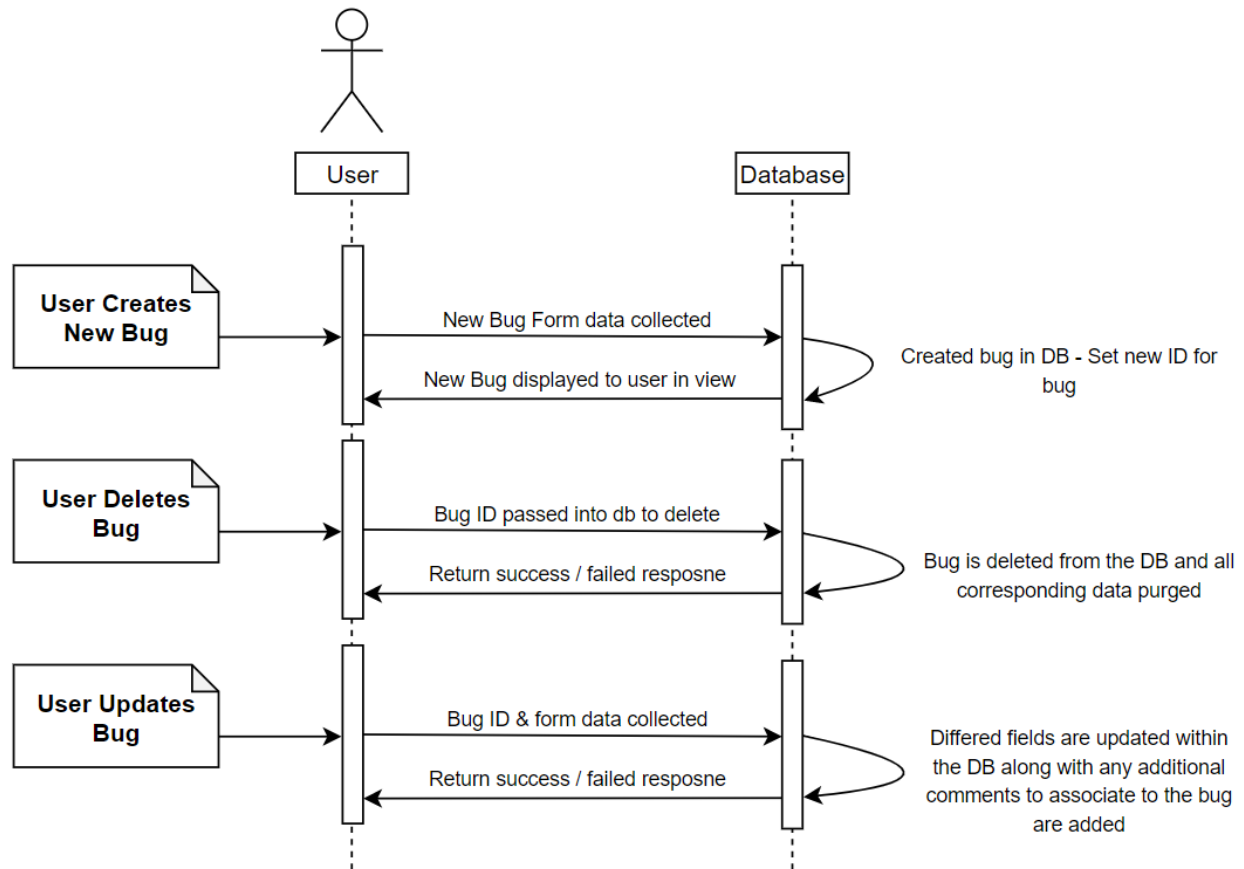 User
Database
User Creates
New Bug
New Bug Form data collected
Created bug in DB - Set new ID for
bug
New Bug displayed to user in view
User Deletes
Bug
Bug ID passed into db to delete
Bug is deleted from the DB and all
corresponding data purged
Return success / failed resposne
User Updates
Bug
Bug ID & form data collected
Differed fields are updated within
the DB along with any additional
comments to associate to the bug
are added
Return success / failed resposne